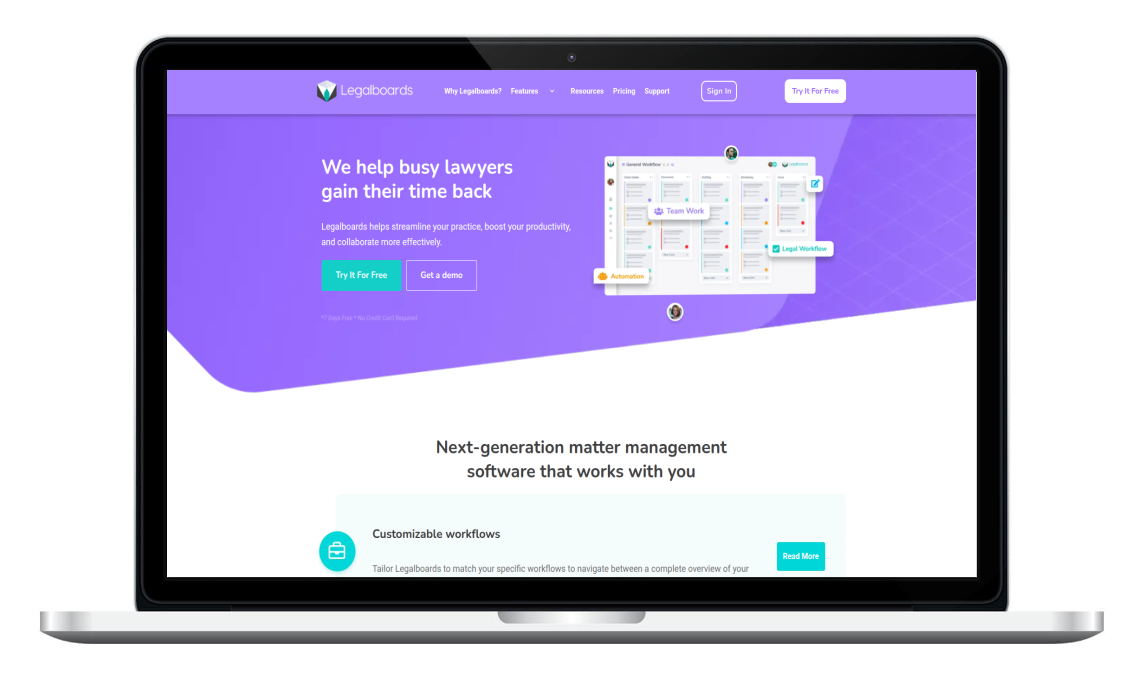 Legalboards
Why Legalboards? Features Resources Pricing Support
Sign In
Try It For Free
We help busy lawyers
gain their time back
Legalboards helps streamline your practice, boost your productivity,
and collaborate more effectively.
Try It For Free
Get a demo
General Workflow
Legalboards
Team Work
Legal Workflow
Automation
Next-generation matter management
software that works with you
Customizable workflows
Tailor Legalboards to match your specific workflows to navigate between a complete overview of your
Read More